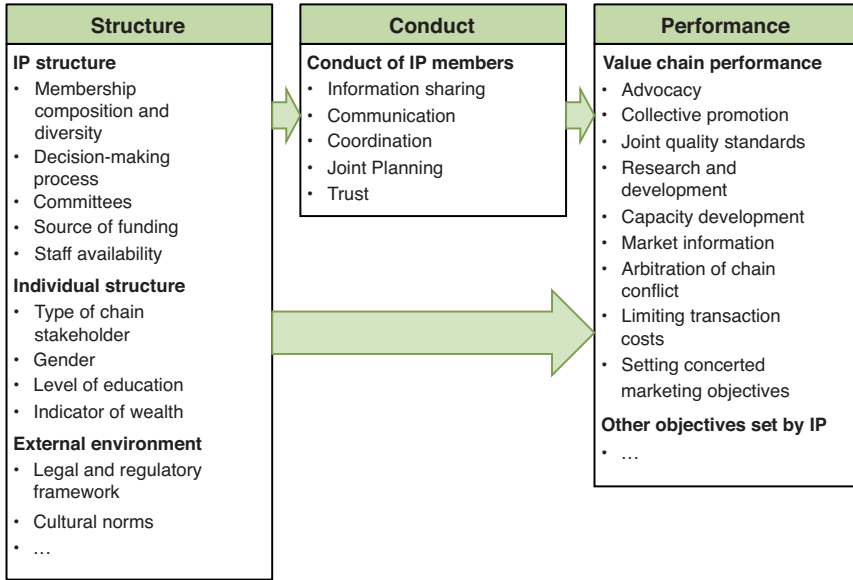 Structure
IP structure
• Membership
composition and
diversity
• Decision-making
process
• Committees
• Source of funding
• Staff availability
Individual structure
• Type of chain
stakeholder
• Gender
• Level of education
• Indicator of wealth
External environment
• Legal and regulatory
framework
• Cultural norms
• …
Conduct
Conduct of IP members
• Information sharing
• Communication
• Coordination
• Joint Planning
• Trust
Performance
Value chain performance
• Advocacy
• Collective promotion
• Joint quality standards
• Research and
development
• Capacity development
• Market information
• Arbitration of chain
conflict
• Limiting transaction
costs
• Setting concerted
marketing objectives
Other objectives set by IP
• …